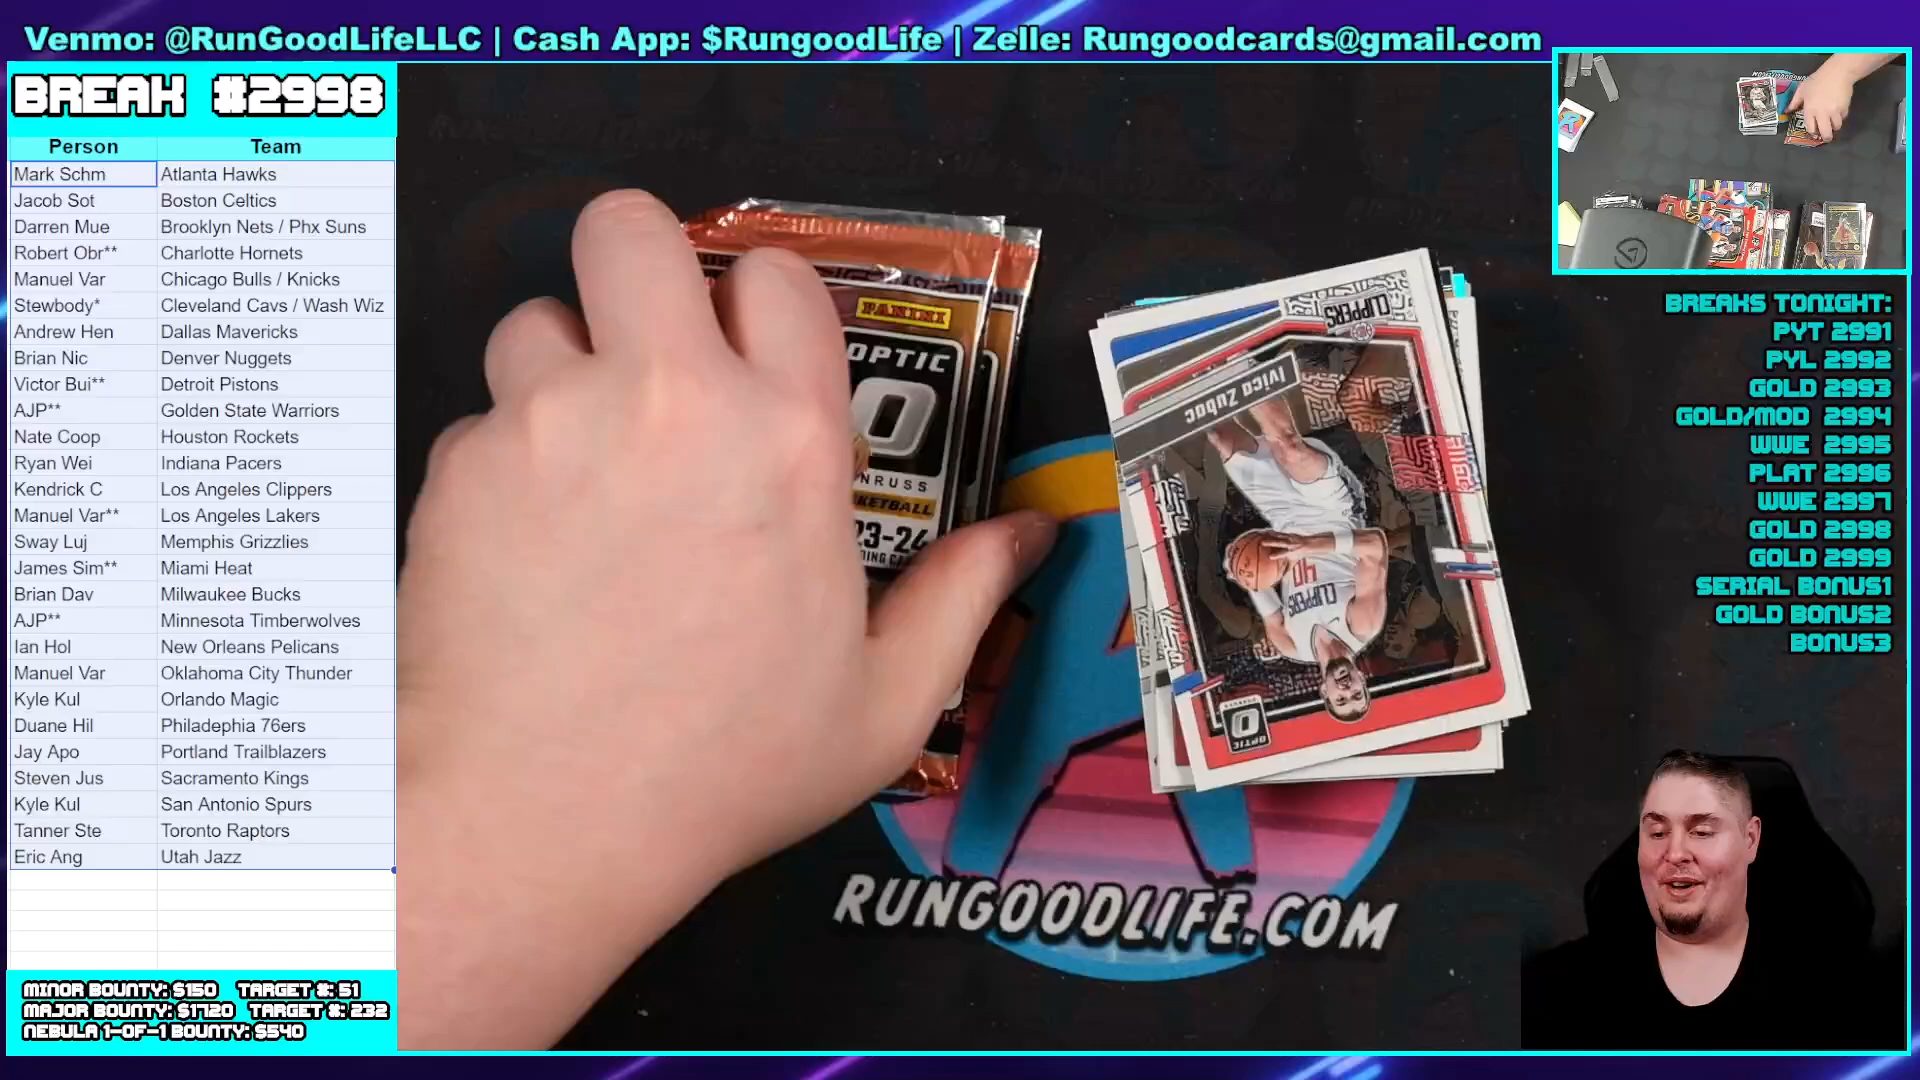 Venmo: @RunGoodLifeLLC | Cash App: $RungoodLife | Zelle: Rungoodcards@gmail.com
BREAK #2998
Person Team
Mark Schm Atlanta Hawks
Jacob Sot Boston Celtics
Darren Mue Brooklyn Nets / Phx Suns
Robert Obr** Charlotte Hornets
Manuel Var Chicago Bulls / Knicks
Stewbody* Cleveland Cavs / Wash Wiz
Andrew Hen Dallas Mavericks
Brian Nic Denver Nuggets
Victor Bui** Detroit Pistons
AJP** Golden State Warriors
Nate Coop Houston Rockets
Ryan Wei Indiana Pacers
Kendrick C Los Angeles Clippers
Manuel Var** Los Angeles Lakers
Sway Luj Memphis Grizzlies
James Sim** Miami Heat
Brian Dav Milwaukee Bucks
AJP** Minnesota Timberwolves
Ian Hol New Orleans Pelicans
Manuel Var Oklahoma City Thunder
Kyle Kul Orlando Magic
Duane Hil Philadephia 76ers
Jay Apo Portland Trailblazers
Steven Jus Sacramento Kings
Kyle Kul San Antonio Spurs
Tanner Ste Toronto Raptors
Eric Ang Utah Jazz
MINOR BOUNTY: $150 TARGET #: 51
MAJOR BOUNTY: $1720 TARGET #: 232
NEBULA 1-OF-1 BOUNTY: $540
PANINI
OPTIC
NRUSS
KETBALL
23-24
CLIPPERS
Ivica Zubac
CLIPPERS
40
OPTIC
RUNGOODLIFE.COM
BREAKS TONIGHT:
PYT 2991
PYL 2992
GOLD 2993
GOLD/MOD 2994
WWE 2995
PLAT 2996
WWE 2997
GOLD 2998
GOLD 2999
SERIAL BONUS1
GOLD BONUS2
BONUS3